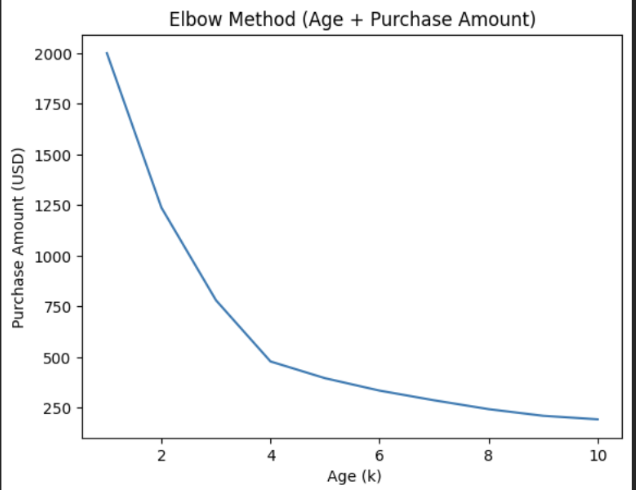 Elbow Method (Age + Purchase Amount)
2000
1750
1500
1250
1000
750
500
250
Purchase Amount (USD)
2 4 6 8 10
Age (k)